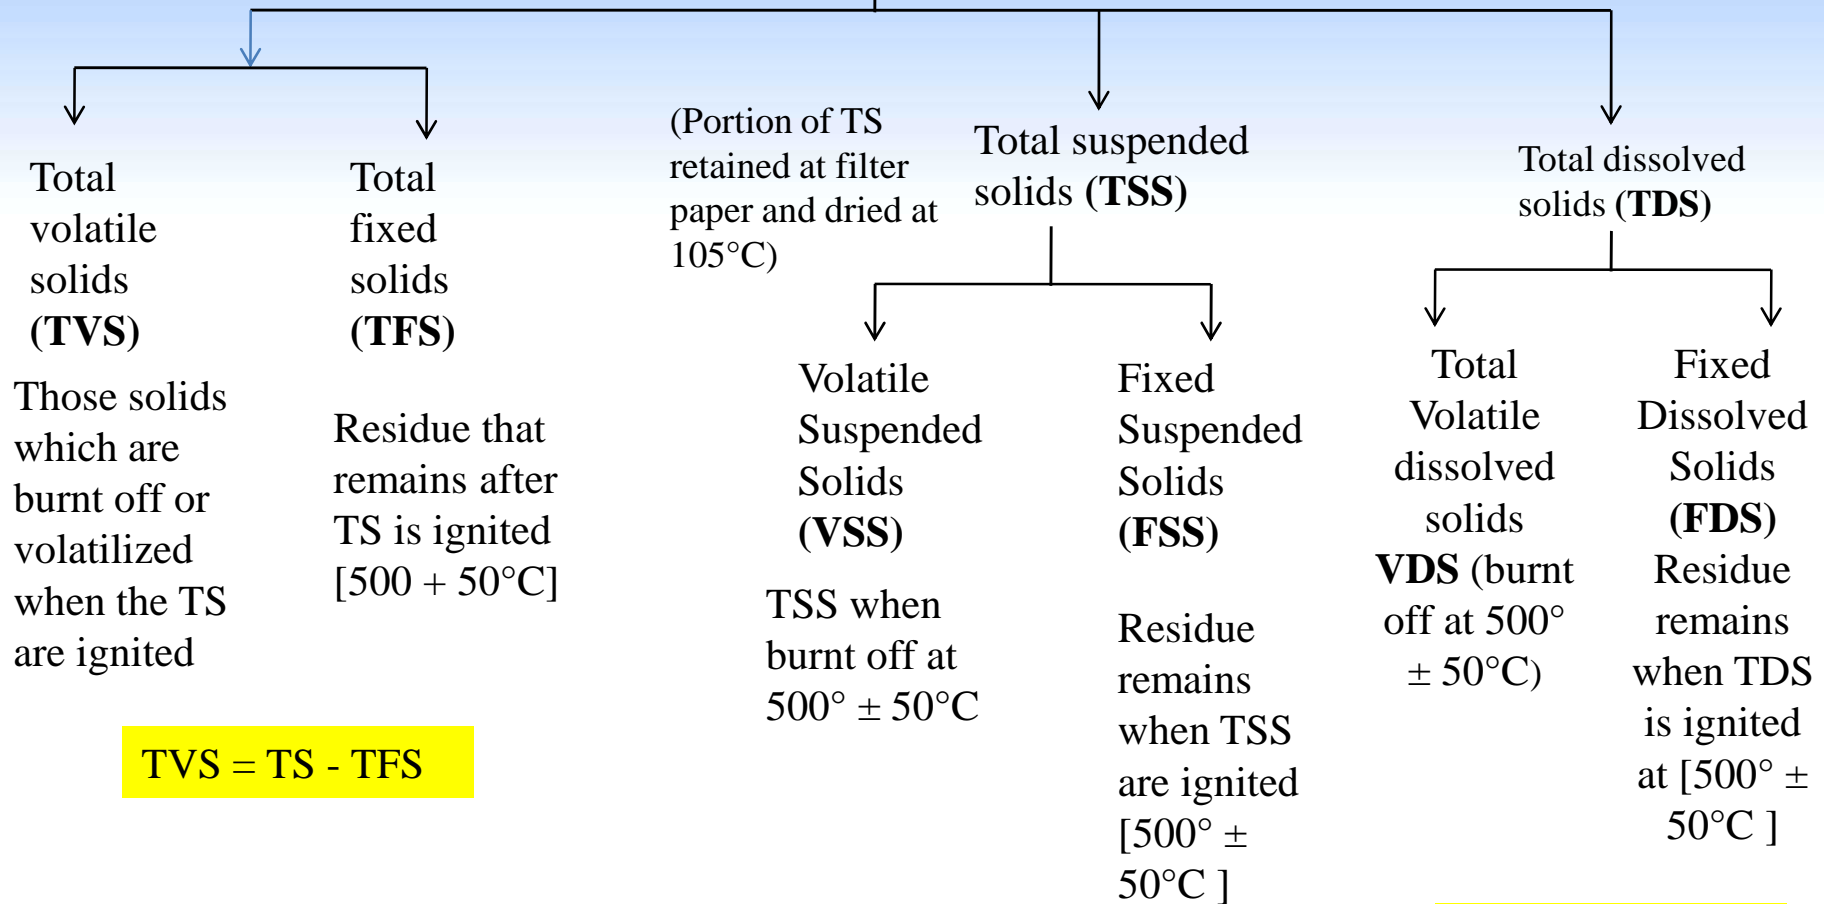 Total
volatile
solids
(TVS)
Those solids
which are
burnt off or
volatilized
when the TS
are ignited
Total
fixed
solids
(TFS)
Residue that
remains after
TS is ignited
[500 + 50°C]
TVS = TS - TFS
(Portion of TS
retained at filter
paper and dried at
105°C)
Total suspended
solids (TSS)
Volatile
Suspended
Solids
(VSS)
TSS when
burnt off at
500° ± 50°C
Fixed
Suspended
Solids
(FSS)
Residue
remains
when TSS
are ignited
[500° ±
50°C ]
Total dissolved
solids (TDS)
Total
Volatile
dissolved
solids
VDS (burnt
off at 500°
± 50°C)
Fixed
Dissolved
Solids
(FDS)
Residue
remains
when TDS
is ignited
at [500° ±
50°C ]